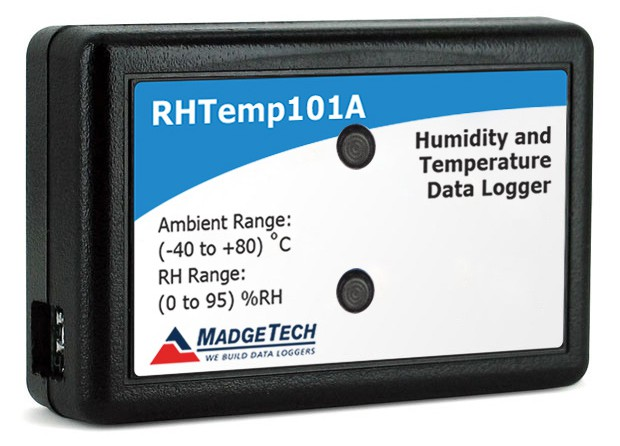 RHTemp101A
Humidity and
Temperature
Data Logger
Ambient Range:
(-40 to +80) °C
RH Range:
(0 to 95) %RH
MADGETECH
WE BUILD DATA LOGGERS